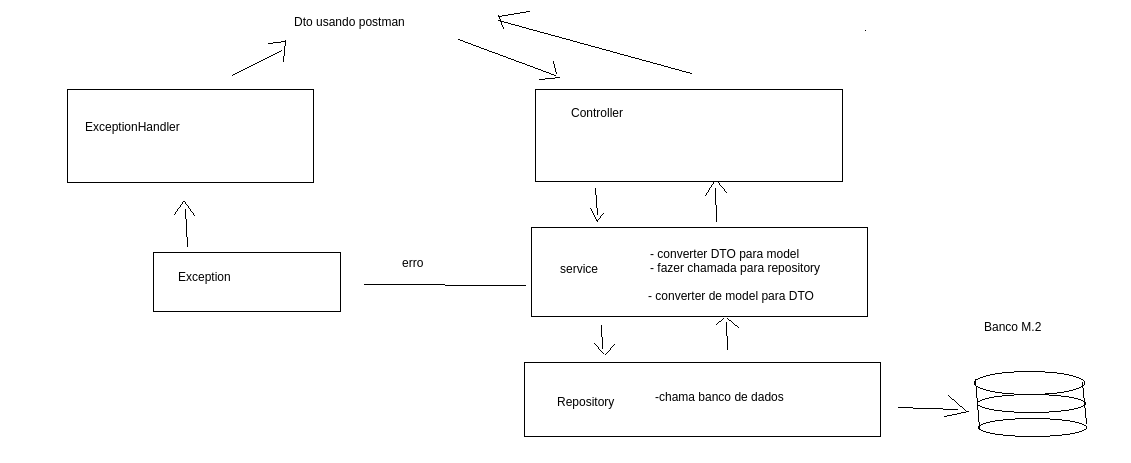 Dto usando postman
ExceptionHandler
Controller
Exception
erro
service
- converter DTO para model
- fazer chamada para repository
- converter de model para DTO
Banco M.2
Repository
-chama banco de dados